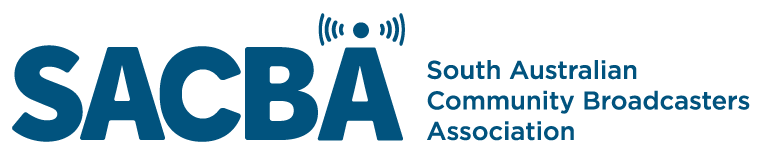 SACBA
South Australian
Community Broadcasters
Association